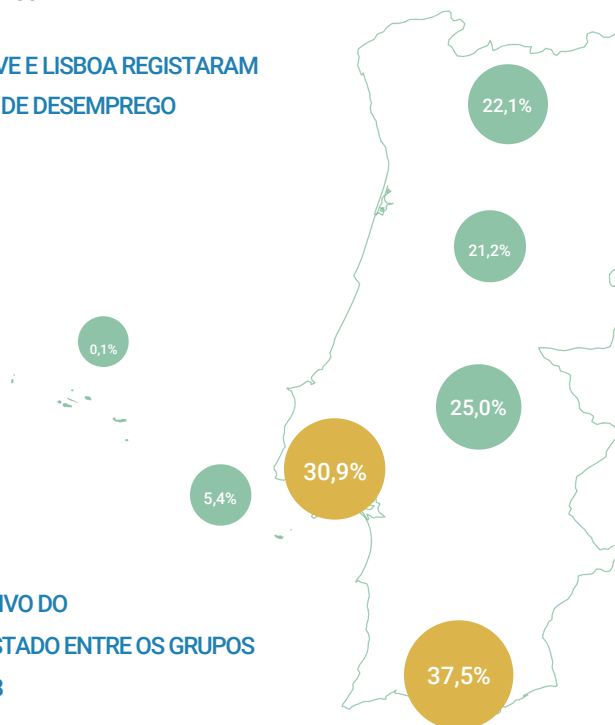 VE E LISBOA REGISTARAM
DE DESEMPREGO
22,1%
21,2%
0,1%
25,0%
30,9%
5,4%
IVO DO
STADO ENTRE OS GRUPOS
37,5%